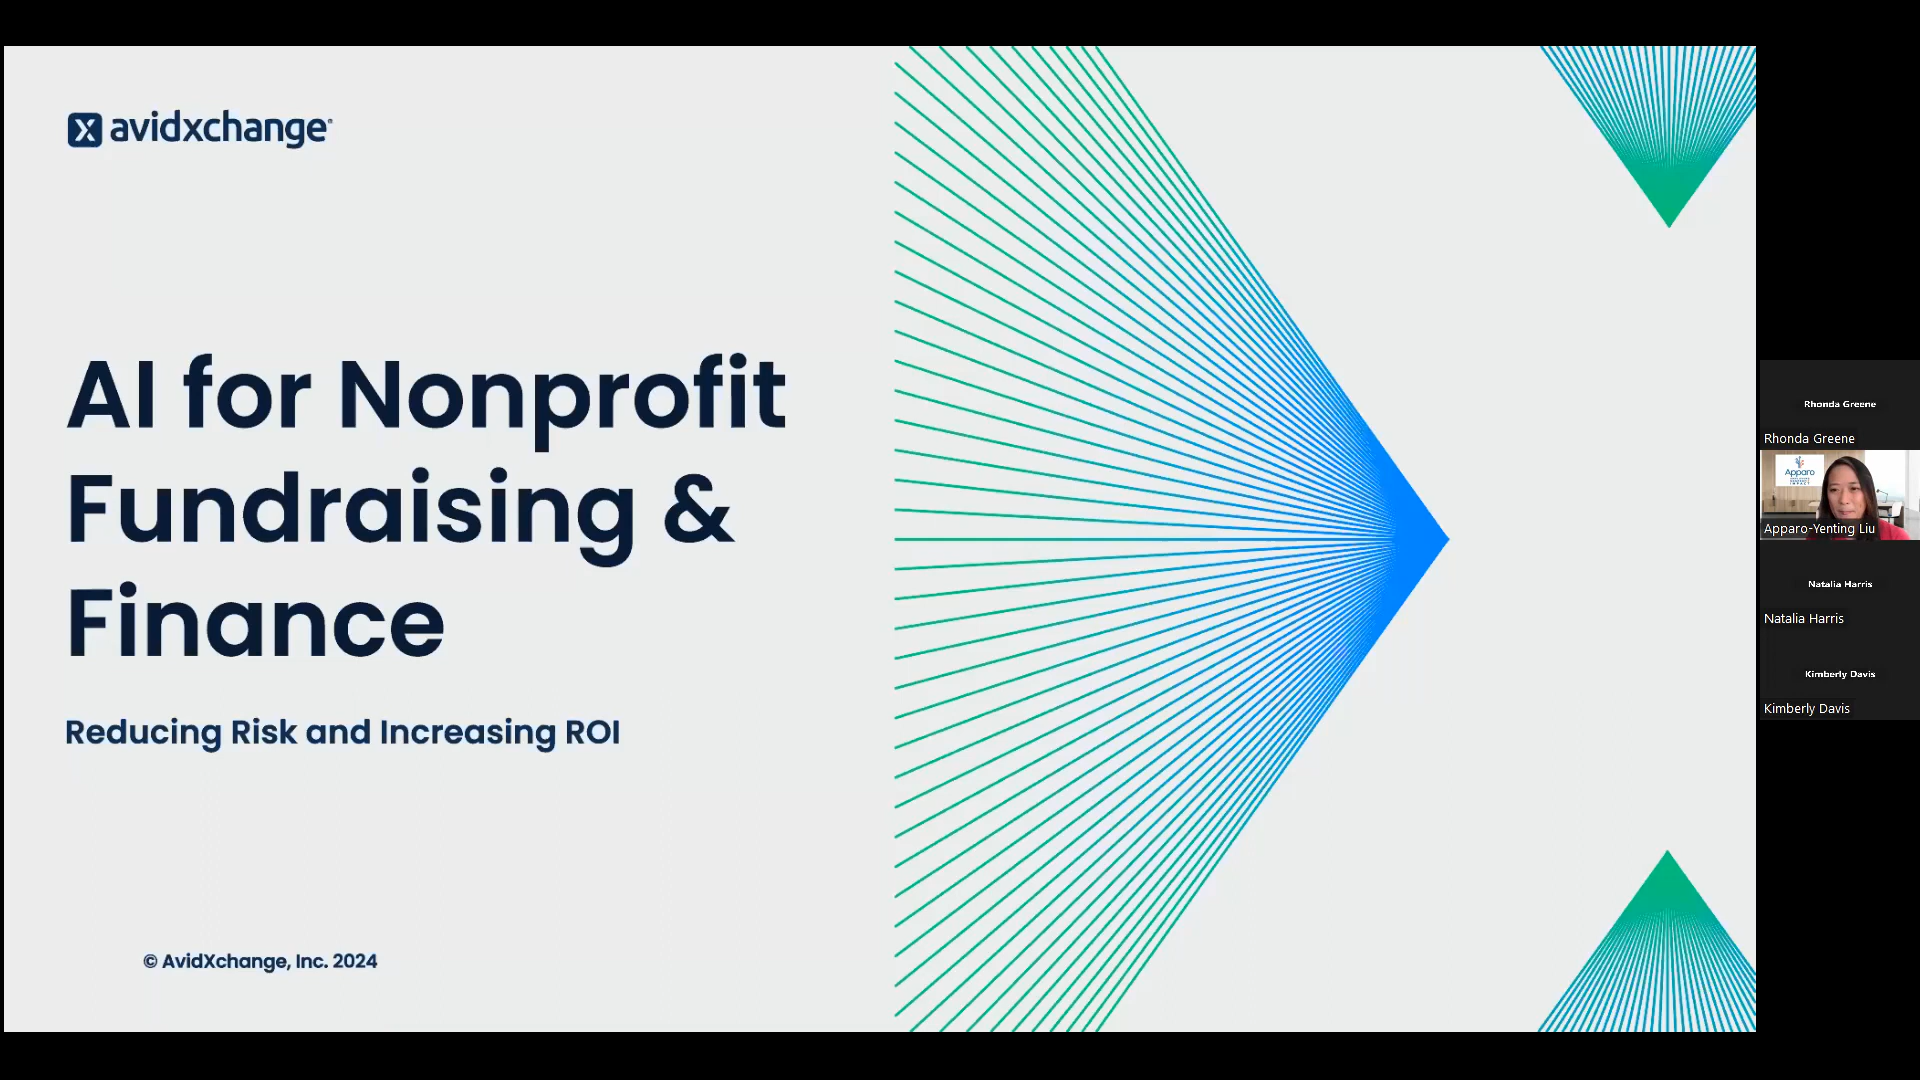 avidxchange
AI for Nonprofit
Fundraising &
Finance
Reducing Risk and Increasing ROI
© AvidXchange, Inc. 2024
Rhonda Greene
Rhonda Greene
Apparo
Apparo-Yenting Liu
Natalia Harris
Natalia Harris
Kimberly Davis
Kimberly Davis